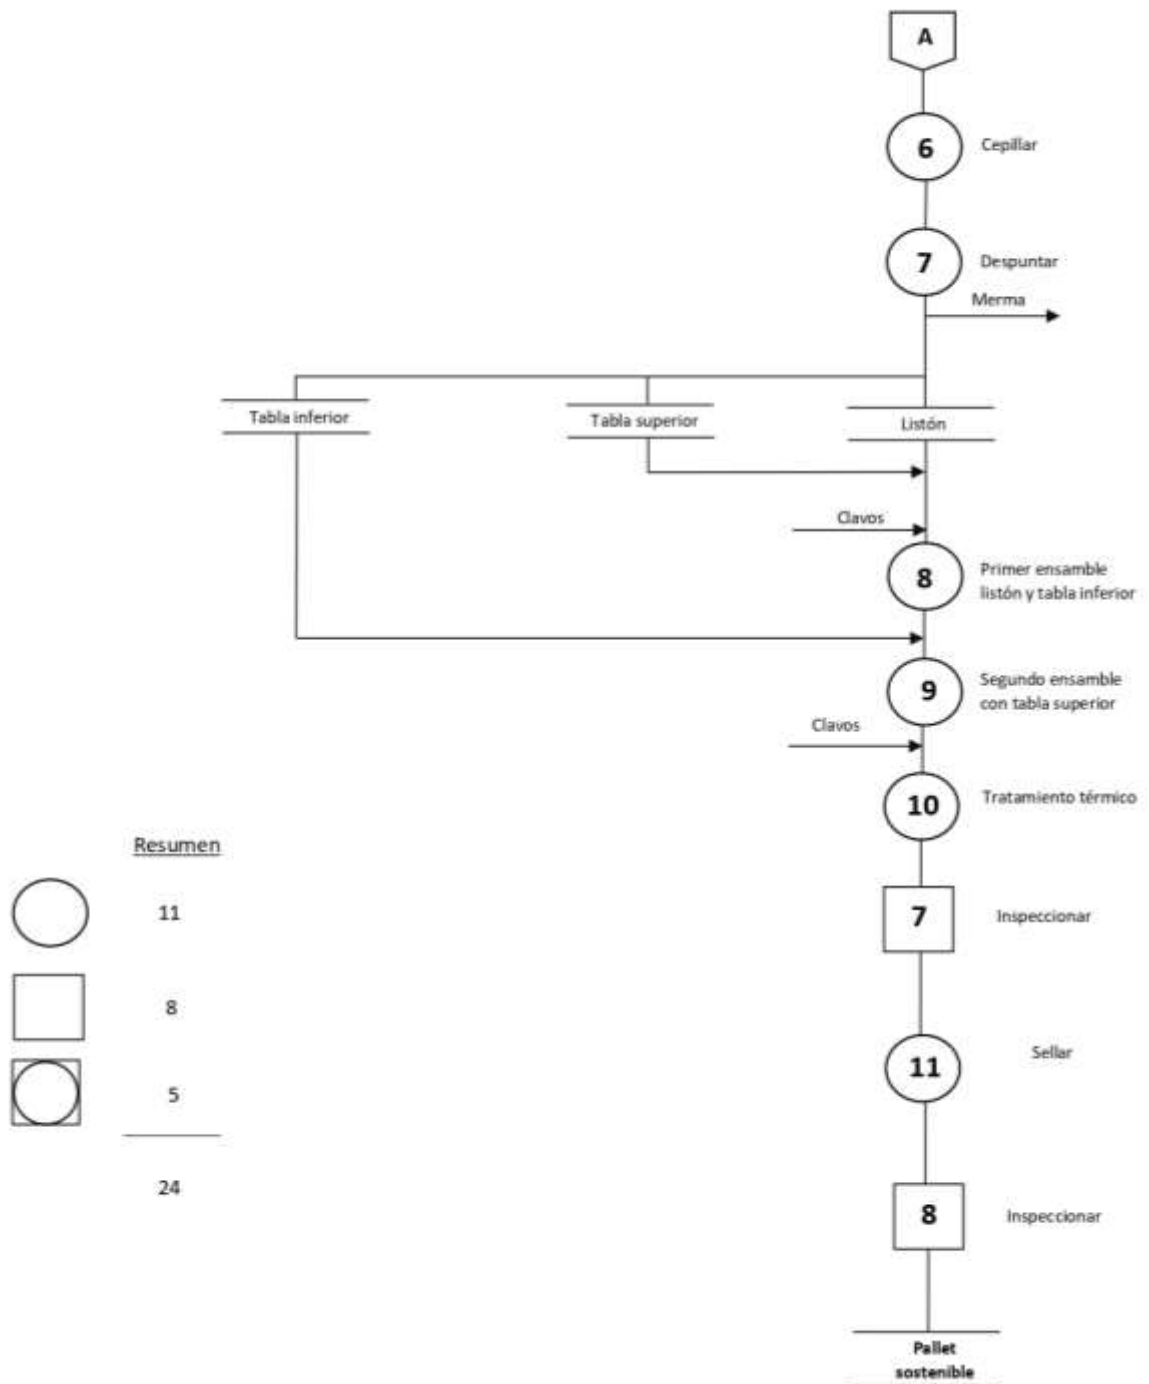 A
6
Cepillar
7
Despuntar
Merma
Tabla inferior
Tabla superior
Listón
Clavos
8
Primer ensamble
listón y tabla inferior
9
Segundo ensamble
con tabla superior
Clavos
10
Tratamiento térmico
Resumen
11
7
Inspeccionar
8
11
Sellar
5
24
8
Inspeccionar
Pallet
sostenible